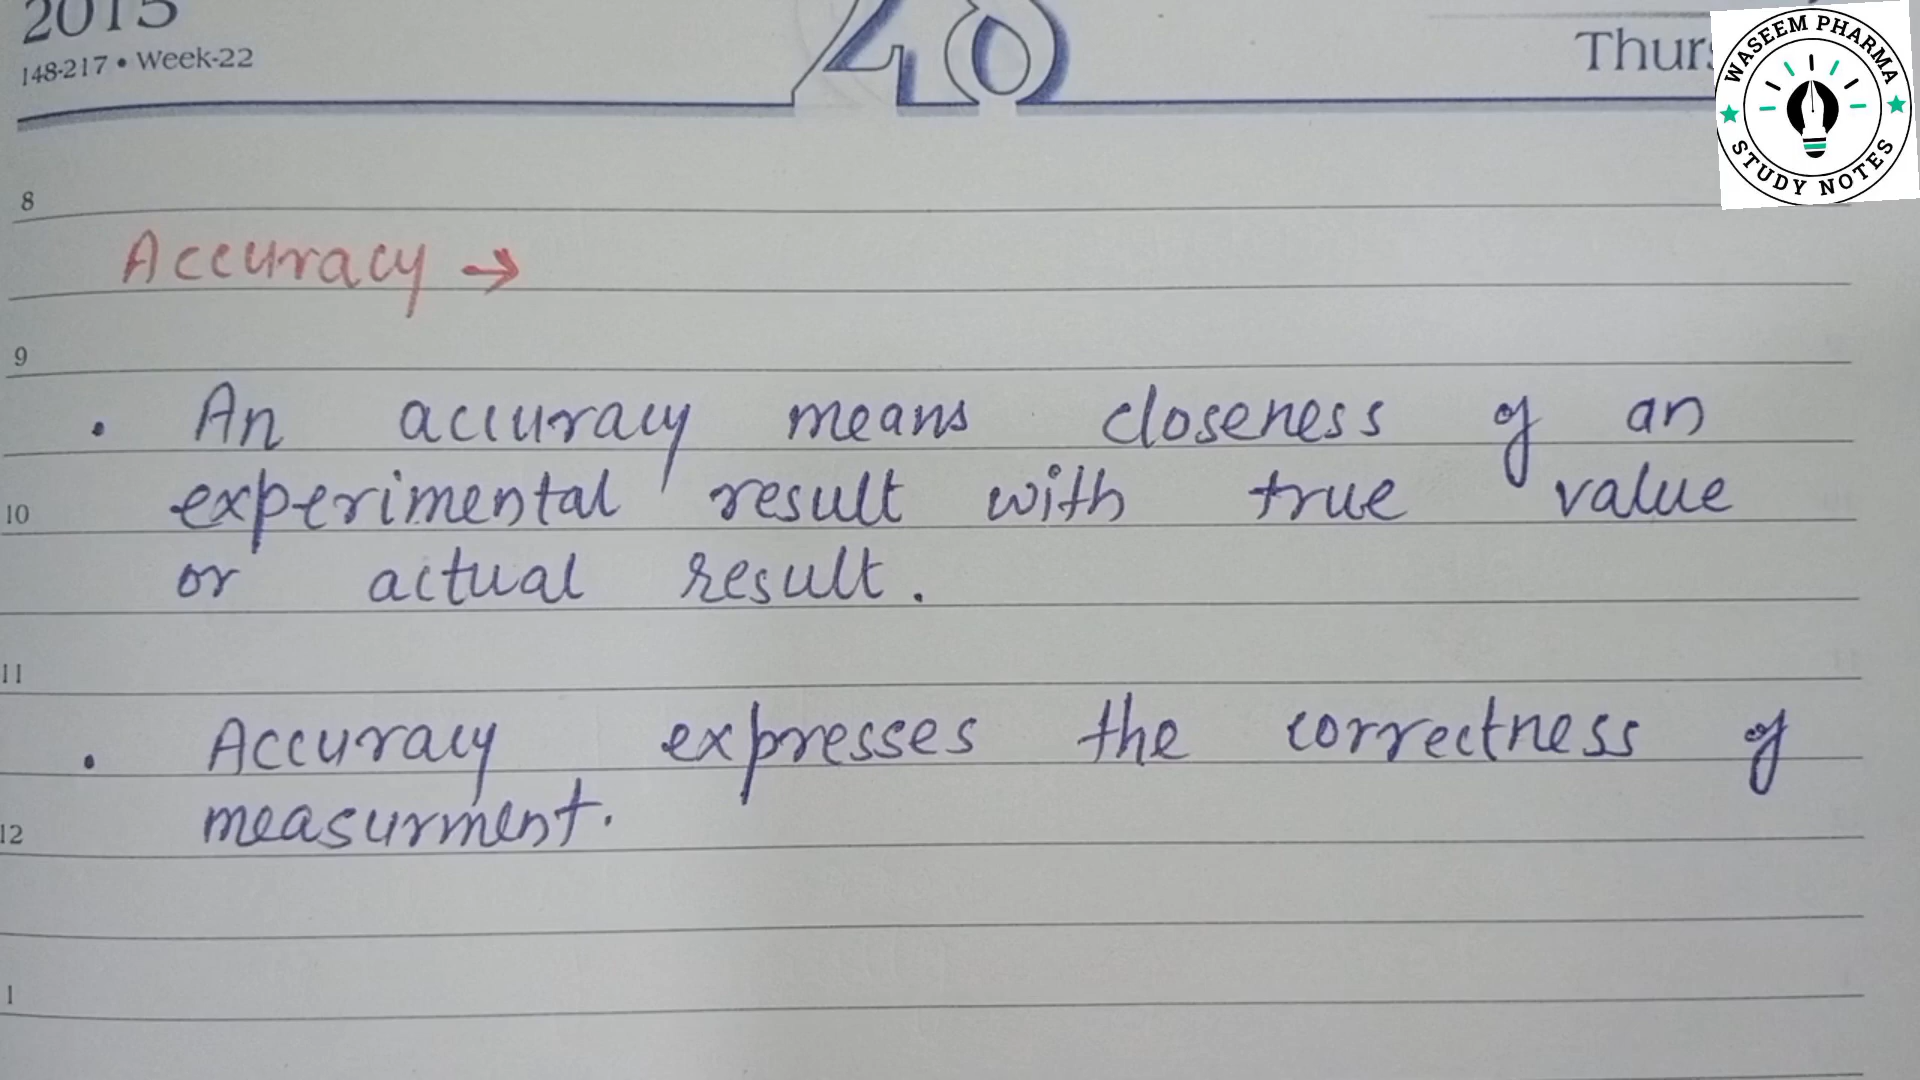 2015
148-217 • Week-22
28
WASEEM PHARMA
STUDY NOTES
8
Accuracy →
9
• An accuracy means closeness of an
10 experimental result with true value
or actual result.
11
• Accuracy expresses the correctness of
12 measurment.
1